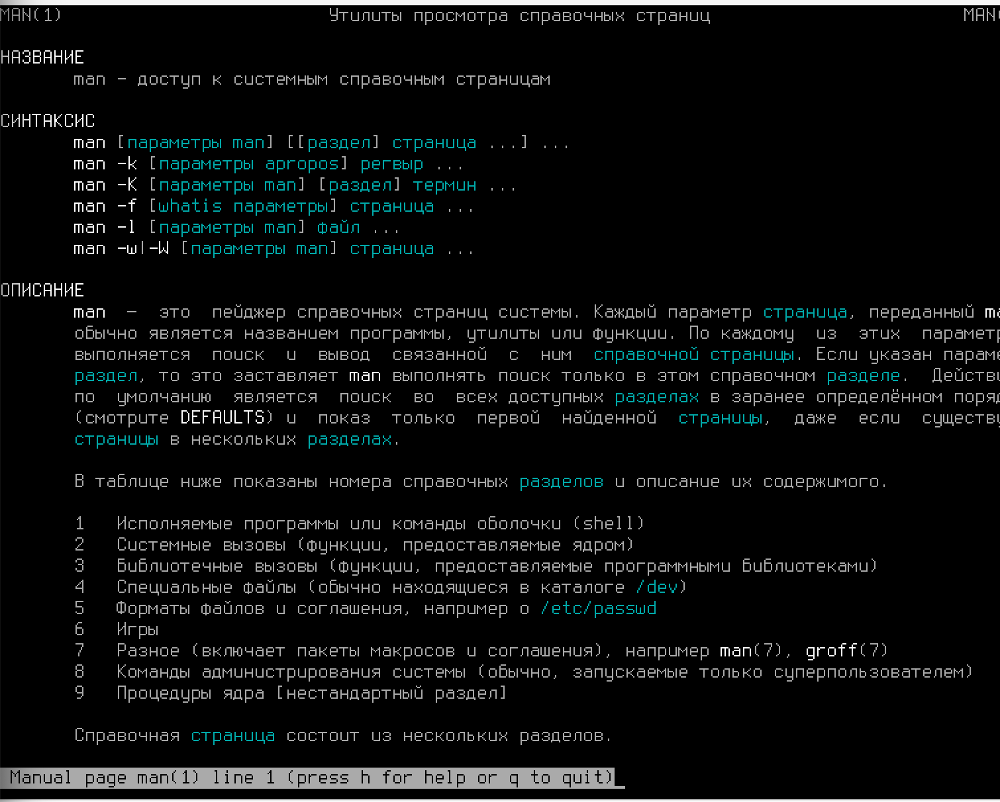 MAN(1) Утилиты просмотра справочных страниц MAN
НАЗВАНИЕ
man - доступ к системным справочным страницам
СИНТАКСИС
man [параметры man] [[раздел] страница ...] ...
man -k [параметры apropos] регвыр ...
man -K [параметры man] [раздел] термин ...
man -f [whatis параметры] страница ...
man -l [параметры man] файл ...
man -w|-W [параметры man] страница ...
ОПИСАНИЕ
man – это пейджер справочных страниц системы. Каждый параметр страница, переданный ma
обычно является названием программы, утилиты или функции. По каждому из этих параметр
выполняется поиск и вывод связанной с ним справочной страницы. Если указан параме
раздел, то это заставляет man выполнять поиск только в этом справочном разделе. Действи
по умолчанию является поиск во всех доступных разделах в заранее определённом поряд
(смотрите DEFAULTS) и показ только первой найденной страницы, даже если существу
страницы в нескольких разделах.
В таблице ниже показаны номера справочных разделов и описание их содержимого.
1 Исполняемые программы или команды оболочки (shell)
2 Системные вызовы (функции, предоставляемые ядром)
3 Библиотечные вызовы (функции, предоставляемые программными библиотеками)
4 Специальные файлы (обычно находящиеся в каталоге /dev)
5 Форматы файлов и соглашения, например о /etc/passwd
6 Игры
7 Разное (включает пакеты макросов и соглашения), например man(7), groff(7)
8 Команды администрирования системы (обычно, запускаемые только суперпользователем)
9 Процедуры ядра [нестандартный раздел]
Справочная страница состоит из нескольких разделов.
Manual page man(1) line 1 (press h for help or q to quit)